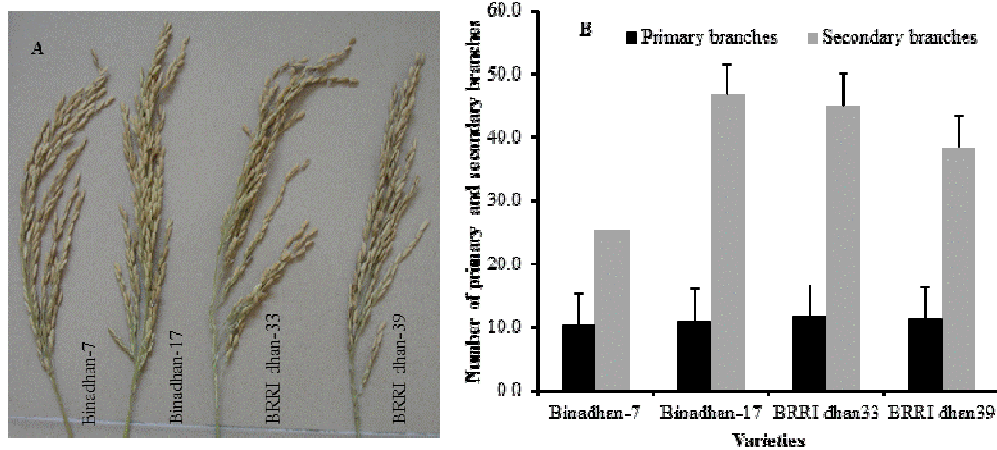 A
Binadhan-7
Binadhan-17
BRRI dhan-33
BRRI dhan-39
B
Primary branches
Secondary branches
Number of primary and secondary branches
60.0
50.0
40.0
30.0
20.0
10.0
0.0
Binadhan-7
Binadhan-17
BRRI dhan33
BRRI dhan39
Varieties